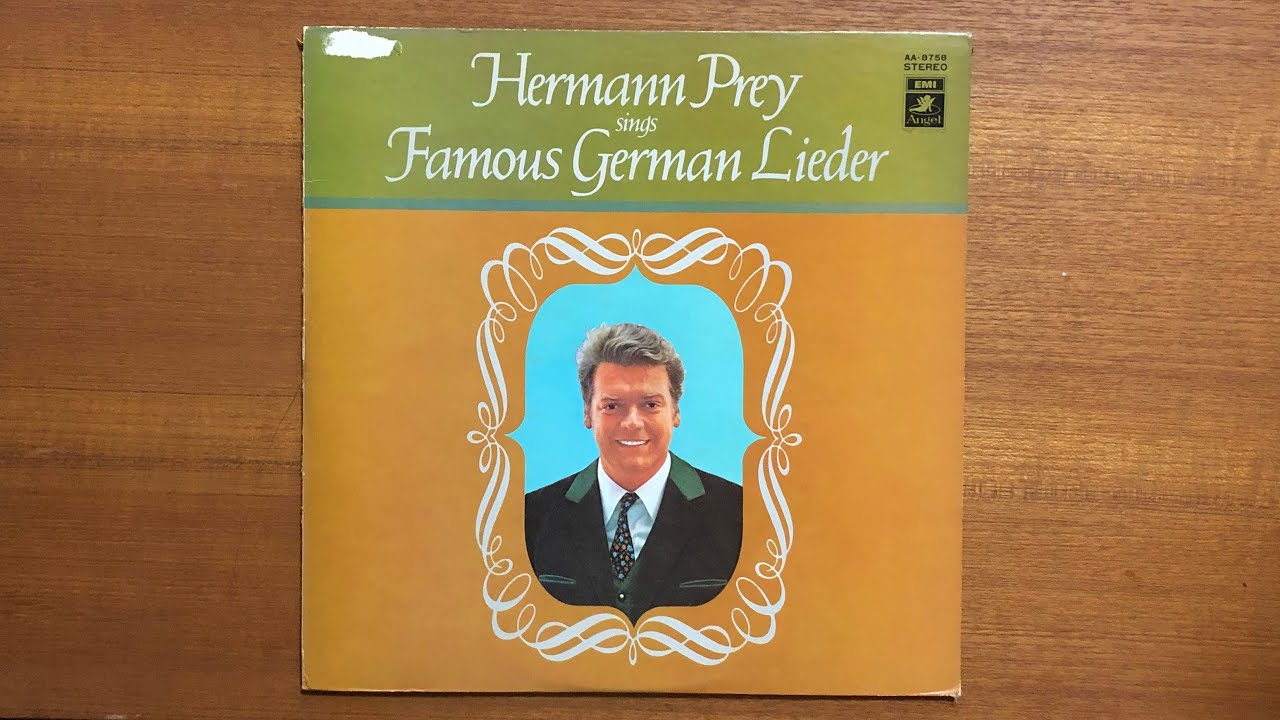 Hermann Prey
sings
Famous German Lieder
AA-8758
STEREO
EMI
Angel